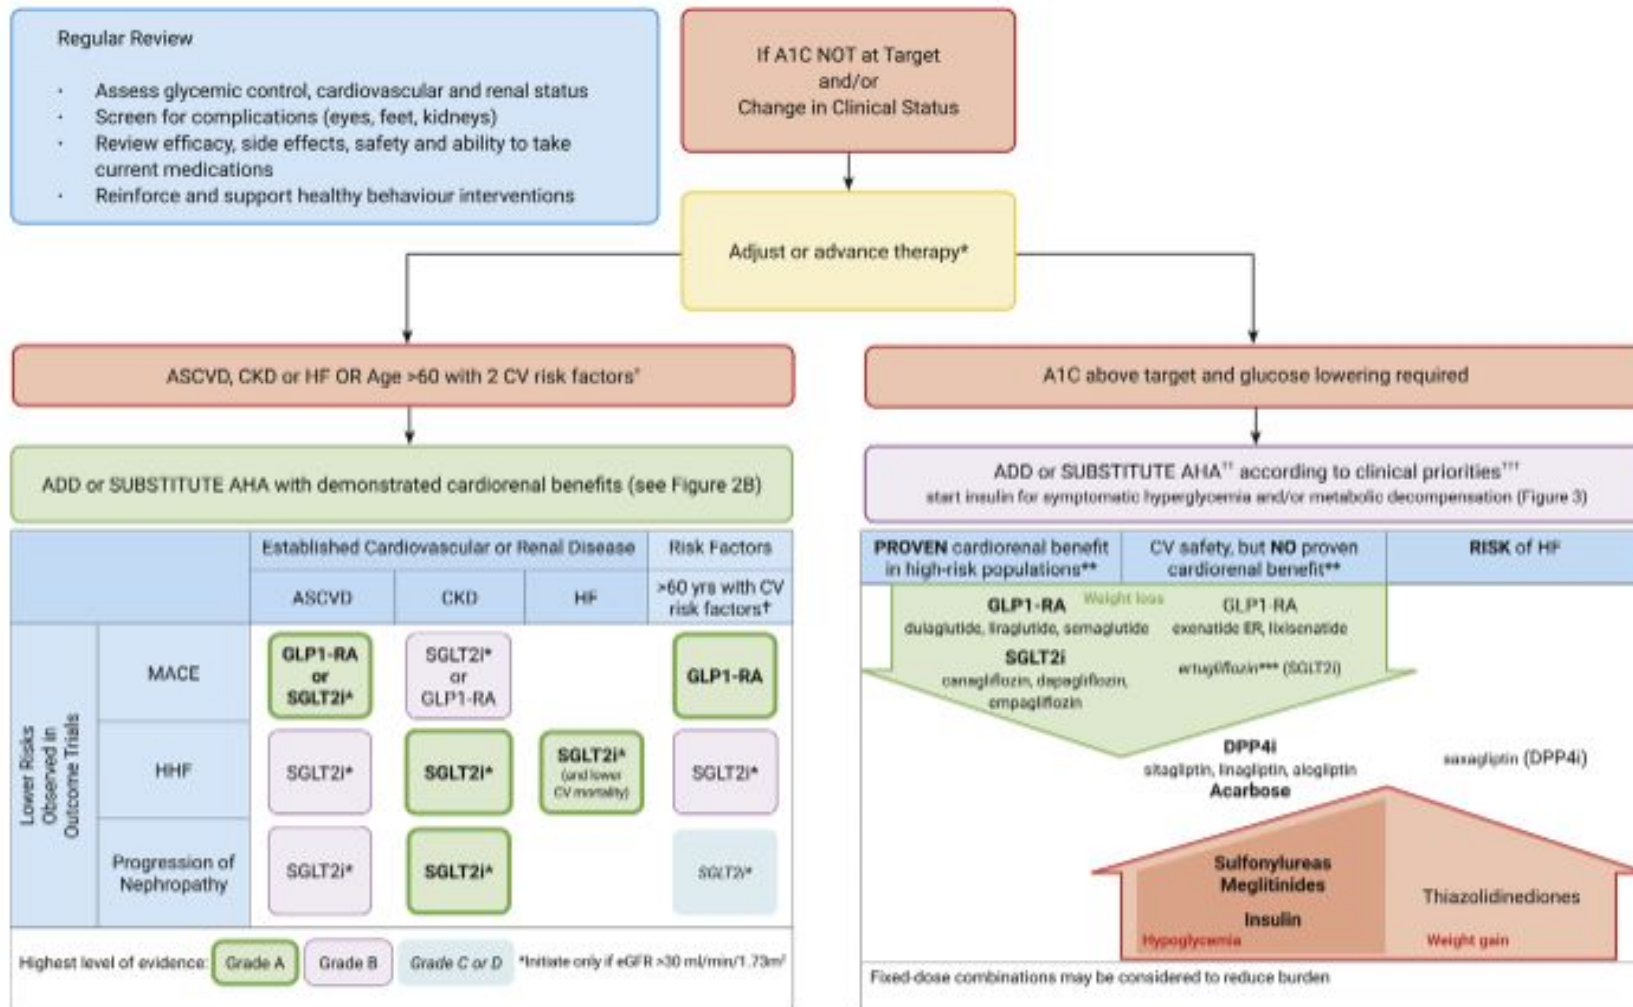 Regular Review
· Assess glycemic control, cardiovascular and renal status
· Screen for complications (eyes, feet, kidneys)
· Review efficacy, side effects, safety and ability to take
current medications
· Reinforce and support healthy behaviour interventions
If A1C NOT at Target
and/or
Change in Clinical Status
Adjust or advance therapy*
ASCVD, CKD or HF OR Age >60 with 2 CV risk factors
ADD or SUBSTITUTE AHA with demonstrated cardiorenal benefits (see Figure 2B)
Established Cardiovascular or Renal Disease
Risk Factors
ASCVD
CKD
HF
>60 yrs with CV
risk factors†
Lower Risks
Observed in
Outcome Trials
MACE
GLP1-RA
or
SGLT2i*
SGLT2i*
or
GLP1-RA
GLP1-RA
HHF
SGLT2i*
SGLT2i*
SGLT2i*
(and lower
CV mortality)
SGLT2i*
Progression of
Nephropathy
SGLT2i*
SGLT2i*
SGLT2i*
Highest level of evidence:
Grade A
Grade B
Grade C or D
*Initiate only if eGFR >30 ml/min/1.73m²
A1C above target and glucose lowering required
ADD or SUBSTITUTE AHA†† according to clinical priorities†††
start insulin for symptomatic hyperglycemia and/or metabolic decompensation (Figure 3)
PROVEN cardiorenal benefit
in high-risk populations**
CV safety, but NO proven
cardiorenal benefit**
RISK of HF
Weight loss
GLP1-RA
dulaglutide, liraglutide, semaglutide
SGLT2i
canagliflozin, dapagliflozin,
empagliflozin
GLP1-RA
exenatide ER, lixisenatide
ertugliflozin*** (SGLT2i)
DPP4i
sitagliptin, linagliptin, alogliptin
Acarbose
saxagliptin (DPP4i)
Sulfonylureas
Meglitinides
Insulin
Hypoglycemia
Thiazolidinediones
Weight gain
Fixed-dose combinations may be considered to reduce burden